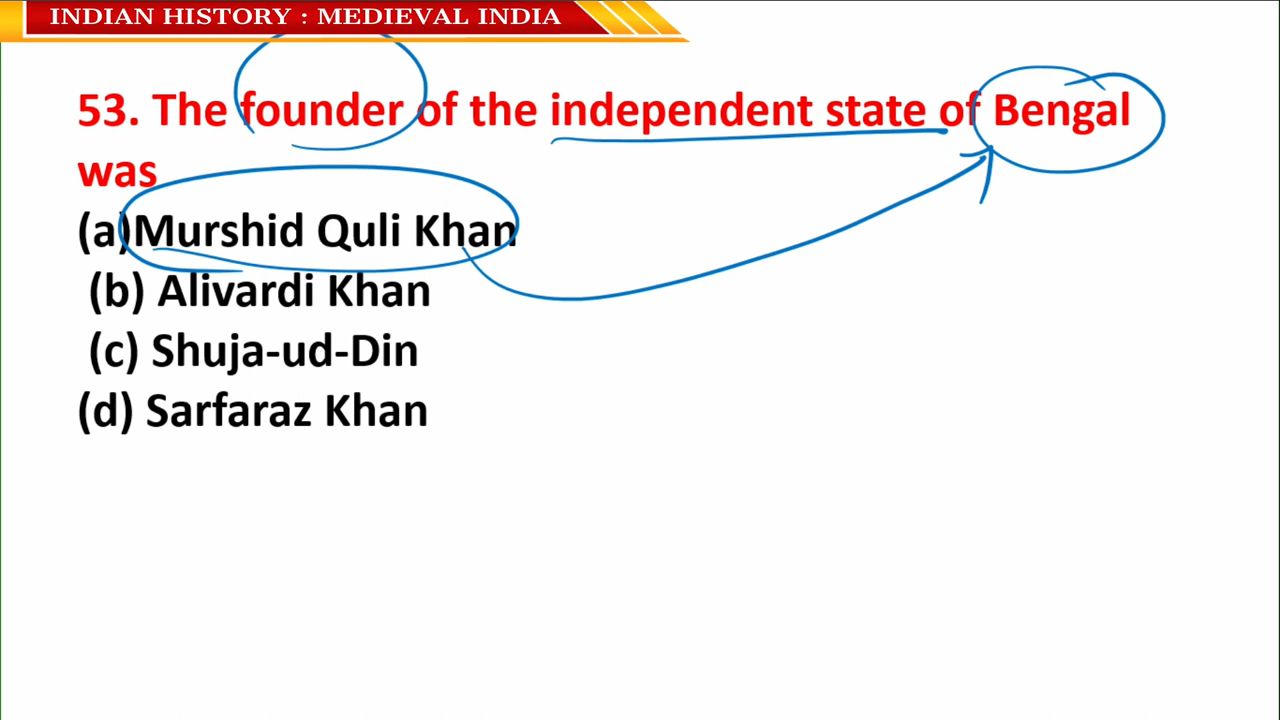 INDIAN HISTORY : MEDIEVAL INDIA
53. The founder of the independent state of Bengal
was
(a)Murshid Quli Khan
(b) Alivardi Khan
(c) Shuja-ud-Din
(d) Sarfaraz Khan